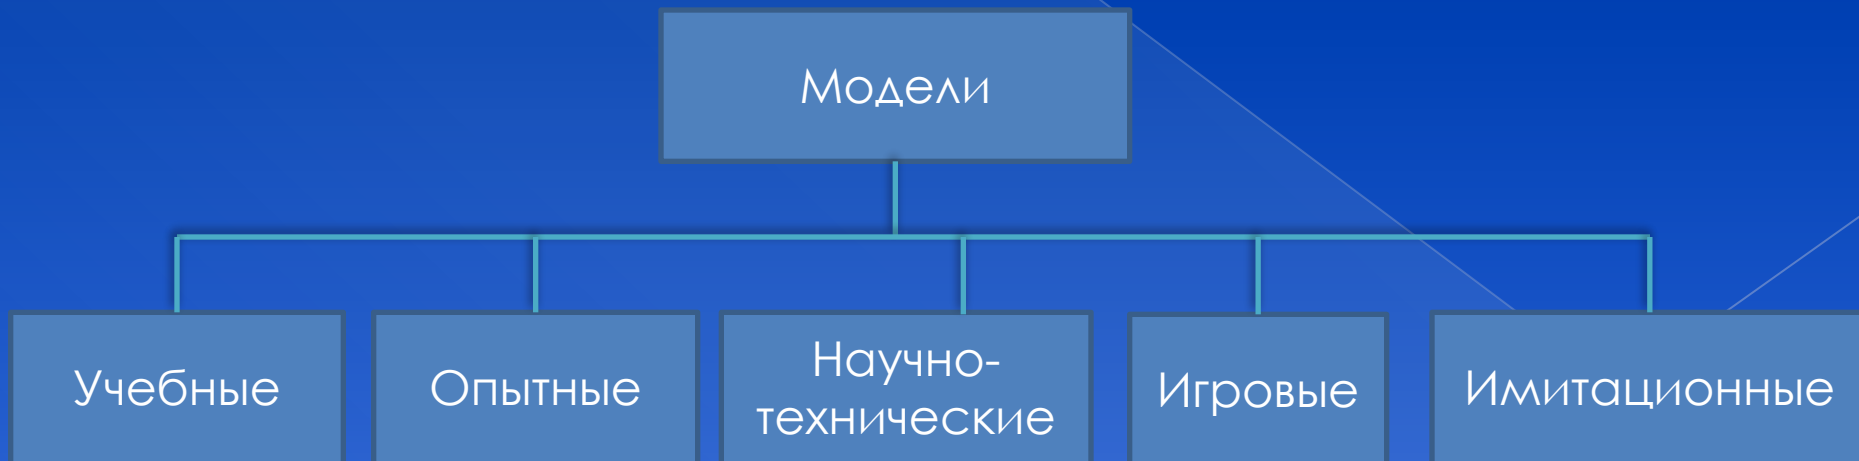 Модели
Учебные
Опытные
Научно-
технические
Игровые
Имитационные